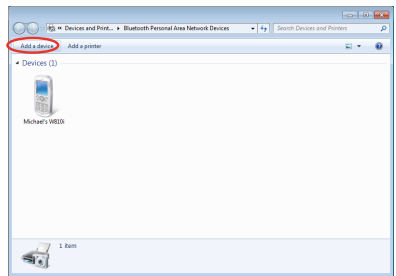 « Devices and Print... ▸ Bluetooth Personal Area Network Devices
Search Devices and Printers
Add a device Add a printer
Devices (1)
Michael's W810i
1 item